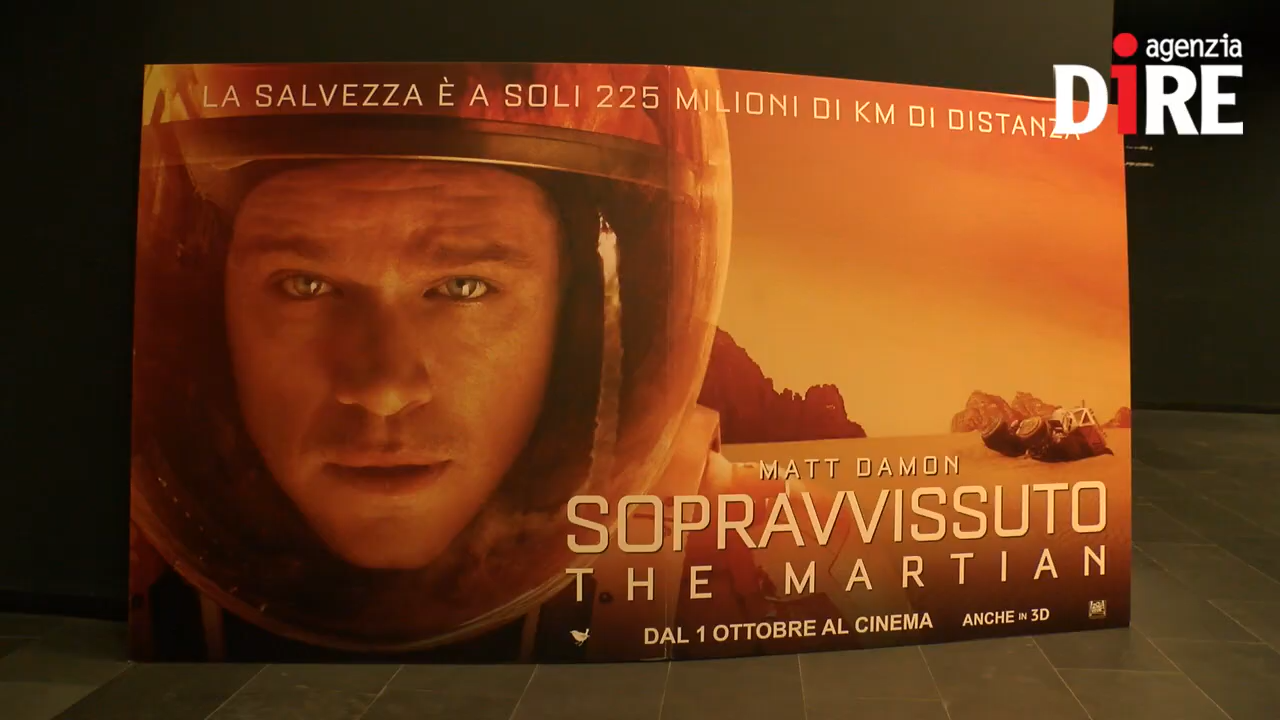 agenzia
DiRE
LA SALVEZZA È A SOLI 225 MILIONI DI KM DI DISTANZA
MATT DAMON
SOPRAVVISSUTO
THE MARTIAN
DAL 1 OTTOBRE AL CINEMA ANCHE IN 3D